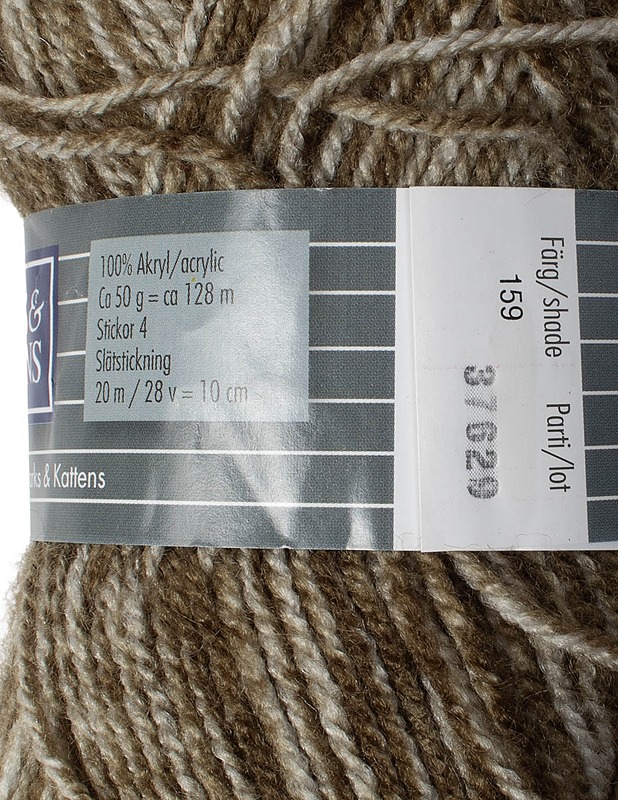 &
100% Akryl/acrylic
Ca 50 g = ca 128 m
Stickor 4
Slätstickning
20 m / 28 v = 10 cm
& Kattens
Färg/shade
159
Parti/lot
37629